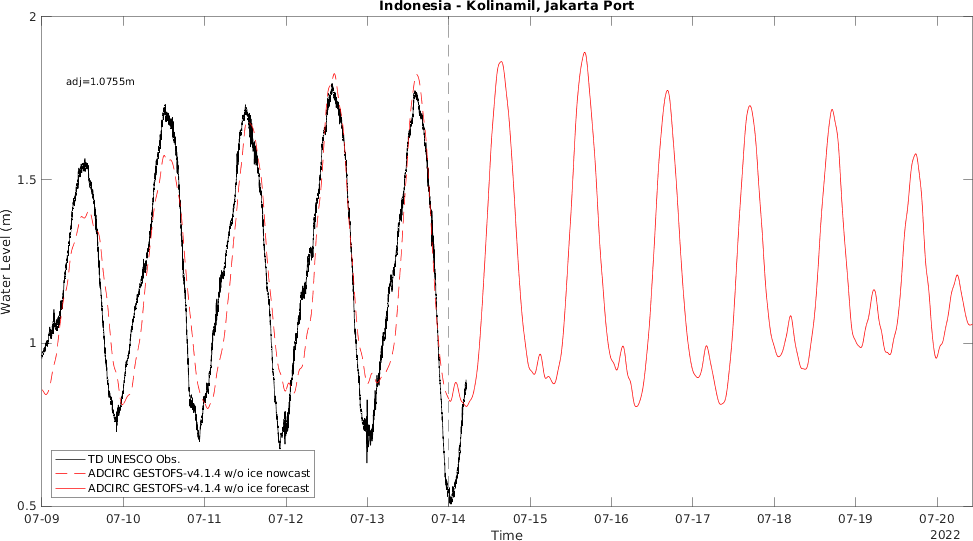 Indonesia - Kolinamil, Jakarta Port
2
adj=1.0755m
1.5
Water Level (m)
1
TD UNESCO Obs.
ADCIRC GESTOFS-v4.1.4 w/o ice nowcast
ADCIRC GESTOFS-v4.1.4 w/o ice forecast
0.5
07-09 07-10 07-11 07-12 07-13 07-14 07-15 07-16 07-17 07-18 07-19 07-20
Time
2022